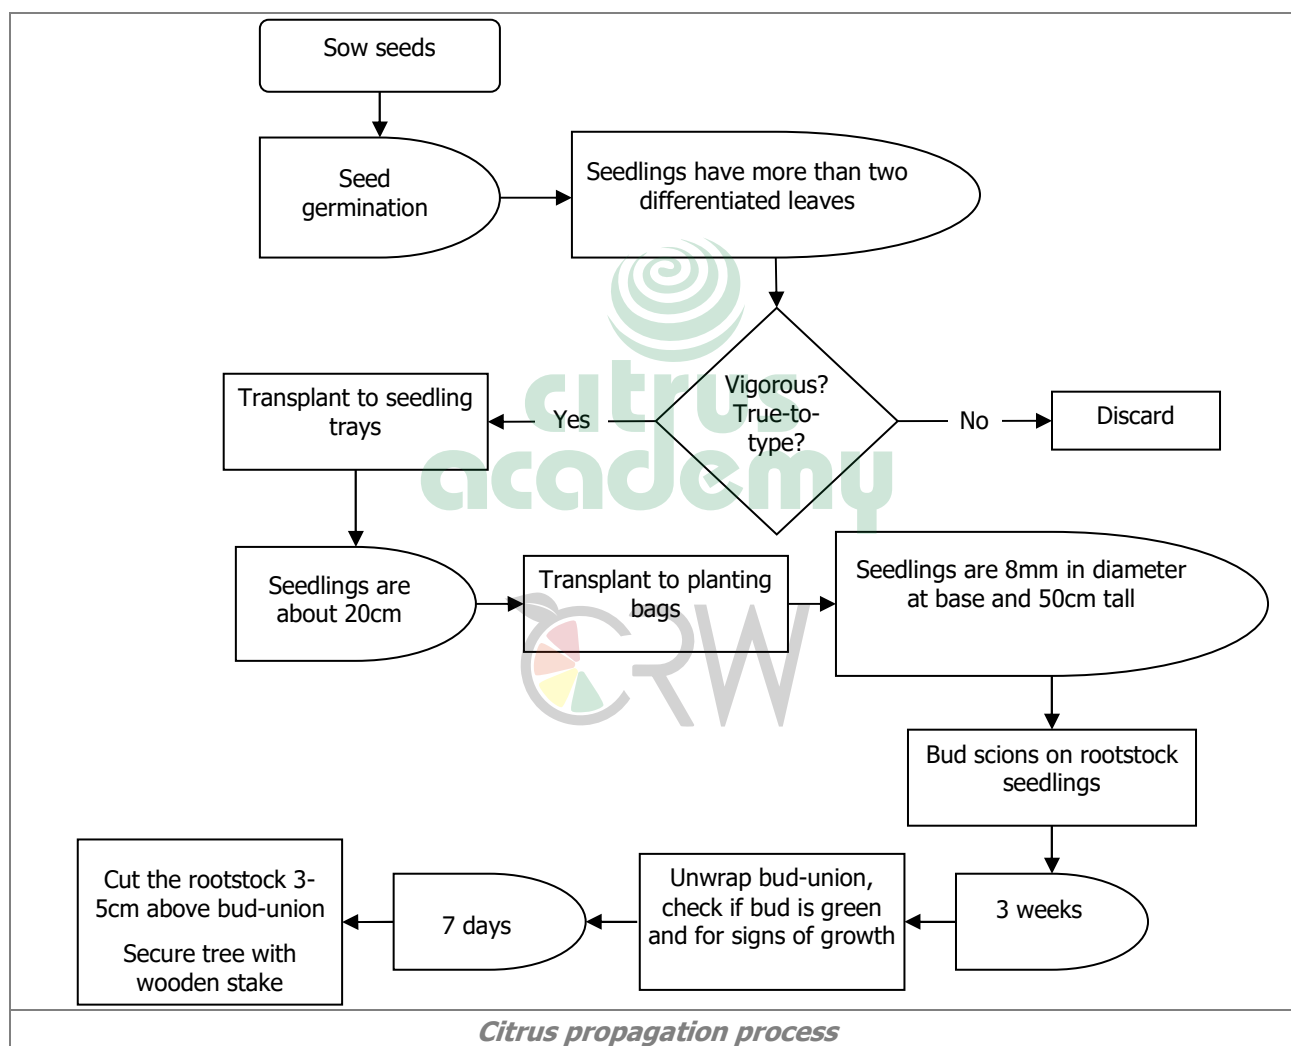 Sow seeds
Seed
germination
Seedlings have more than two
differentiated leaves
Vigorous?
True-to-
type?
Yes
No
Discard
Transplant to seedling
trays
citrus
academy
Seedlings are
about 20cm
Transplant to planting
bags
Seedlings are 8mm in diameter
at base and 50cm tall
CRW
Bud scions on rootstock
seedlings
3 weeks
Unwrap bud-union,
check if bud is green
and for signs of growth
7 days
Cut the rootstock 3-
5cm above bud-union
Secure tree with
wooden stake
Citrus propagation process